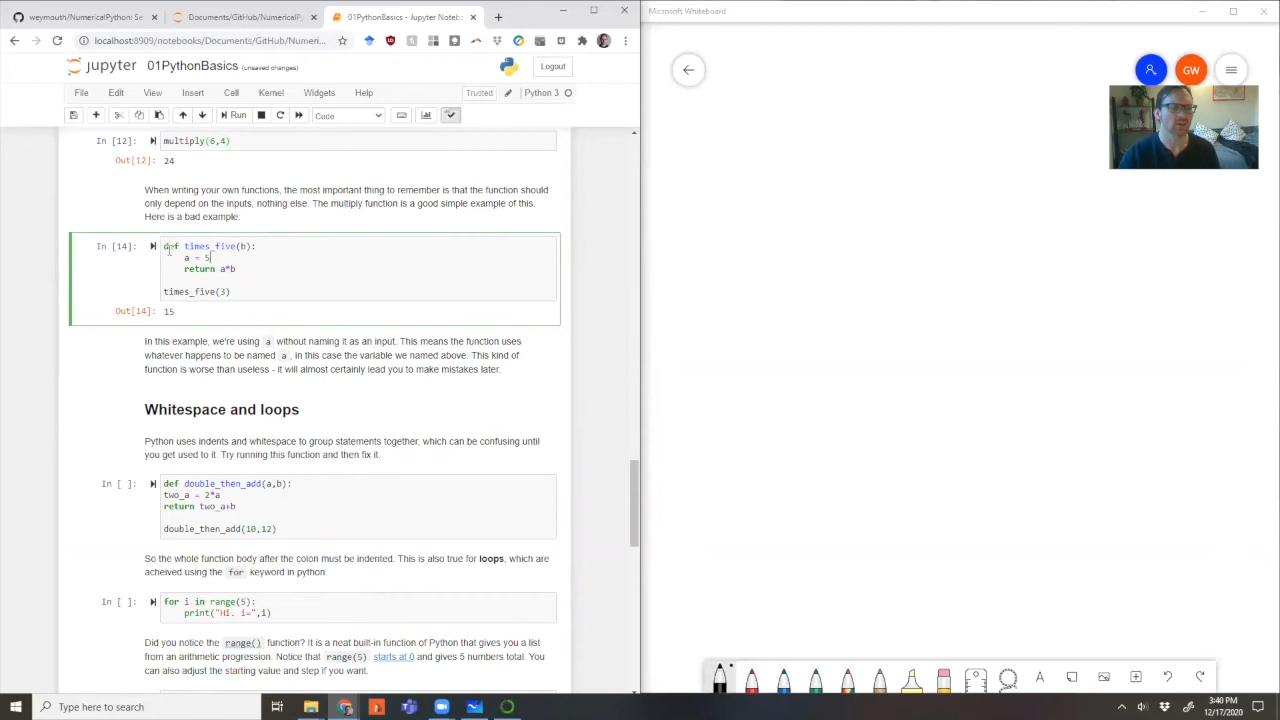 weymouth/NumericalPython: Se
Documents/GitHub/NumericalPy
01PythonBasics - Jupyter Notebo
Microsoft Whiteboard
localhost:8909/notebooks/Documents/GitHub/Numeri...
jupyter 01PythonBasics (unsaved changes)
Logout
GW
File Edit View Insert Cell Kernel Widgets Help
Trusted
Python 3
Run
Code
In [12]: multiply(6,4)
Out[12]: 24
When writing your own functions, the most important thing to remember is that the function should
only depend on the inputs, nothing else. The multiply function is a good simple example of this.
Here is a bad example:
In [14]: def times_five(b):
a = 5
return a*b
times_five(3)
Out[14]: 15
In this example, we're using a without naming it as an input. This means the function uses
whatever happens to be named a, in this case the variable we named above. This kind of
function is worse than useless - it will almost certainly lead you to make mistakes later.
Whitespace and loops
Python uses indents and whitespace to group statements together, which can be confusing until
you get used to it. Try running this function and then fix it.
In [ ]: def double_then_add(a,b):
two_a = 2*a
return two_a+b
double_then_add(10,12)
So the whole function body after the colon must be indented. This is also true for loops, which are
acheived using the for keyword in python.
In [ ]: for i in range(5):
print("Hi. i=",i)
Did you notice the range() function? It is a neat built-in function of Python that gives you a list
from an arithmetic progression. Notice that range(5) starts at 0 and gives 5 numbers total. You
can also adjust the starting value and step if you want.
Type here to search
3:40 PM
12/17/2020